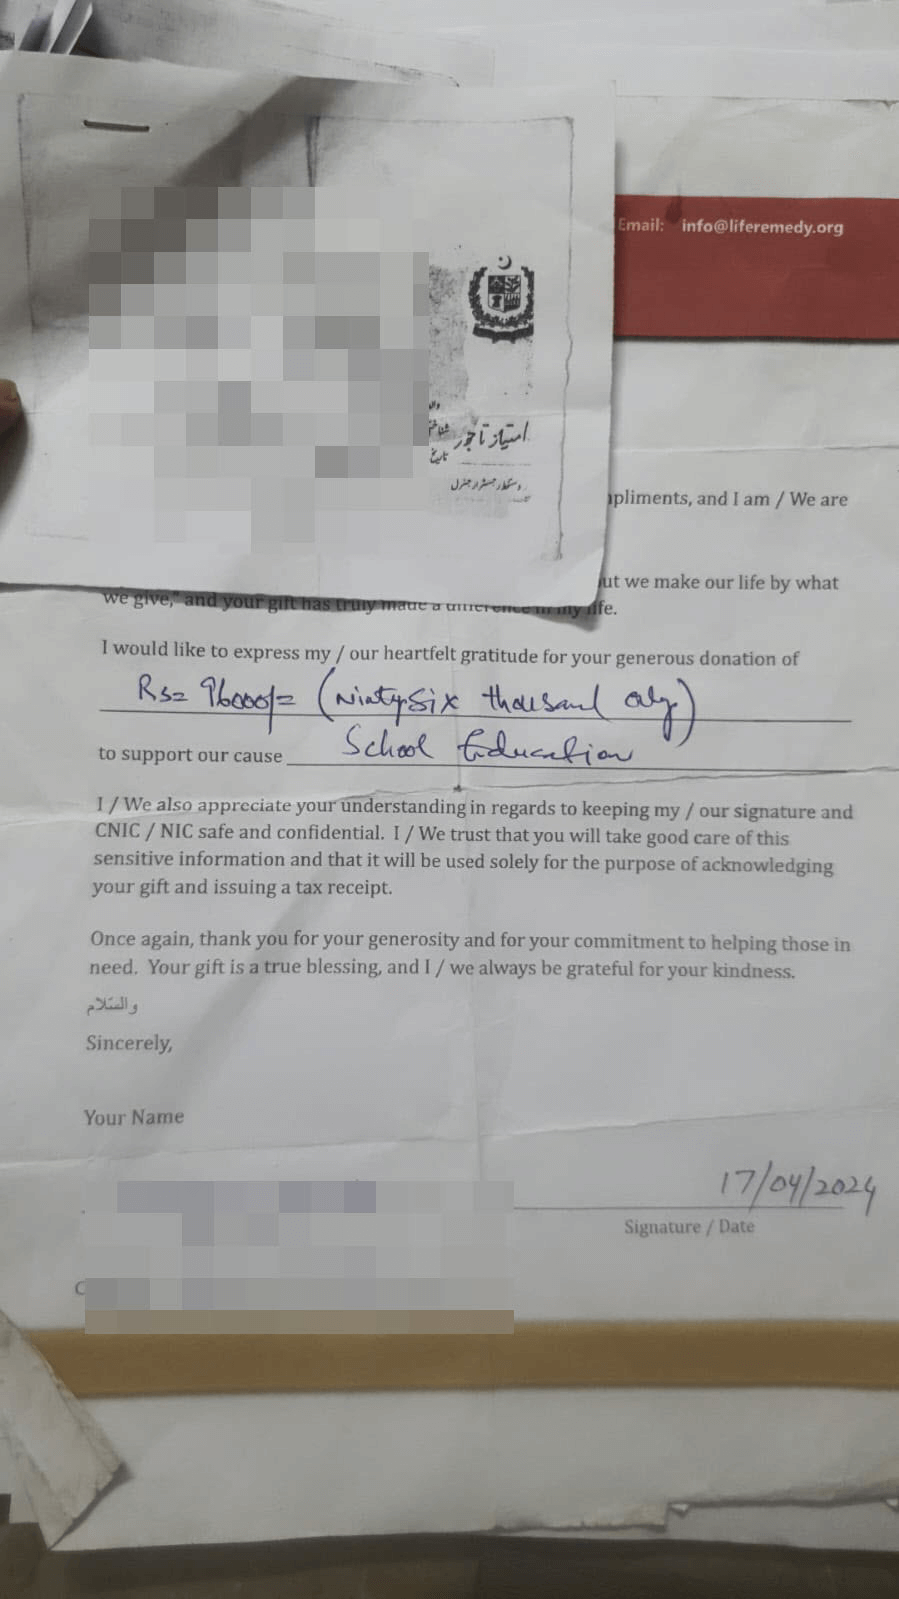 Email: info@liferemedy.org
امتیاز تاجور
رجسٹرار جنرل
and I am / We are
ut we make our life by what
we give," and your gift has truly made a difference in my life.
I would like to express my / our heartfelt gratitude for your generous donation of
Rs= 96000/= (Ninty Six thousand only)
to support our cause School Education
I / We also appreciate your understanding in regards to keeping my / our signature and
CNIC / NIC safe and confidential. I / We trust that you will take good care of this
sensitive information and that it will be used solely for the purpose of acknowledging
your gift and issuing a tax receipt.
Once again, thank you for your generosity and for your commitment to helping those in
need. Your gift is a true blessing, and I / we always be grateful for your kindness.
والسّلام
Sincerely,
Your Name
17/04/2024
Signature / Date